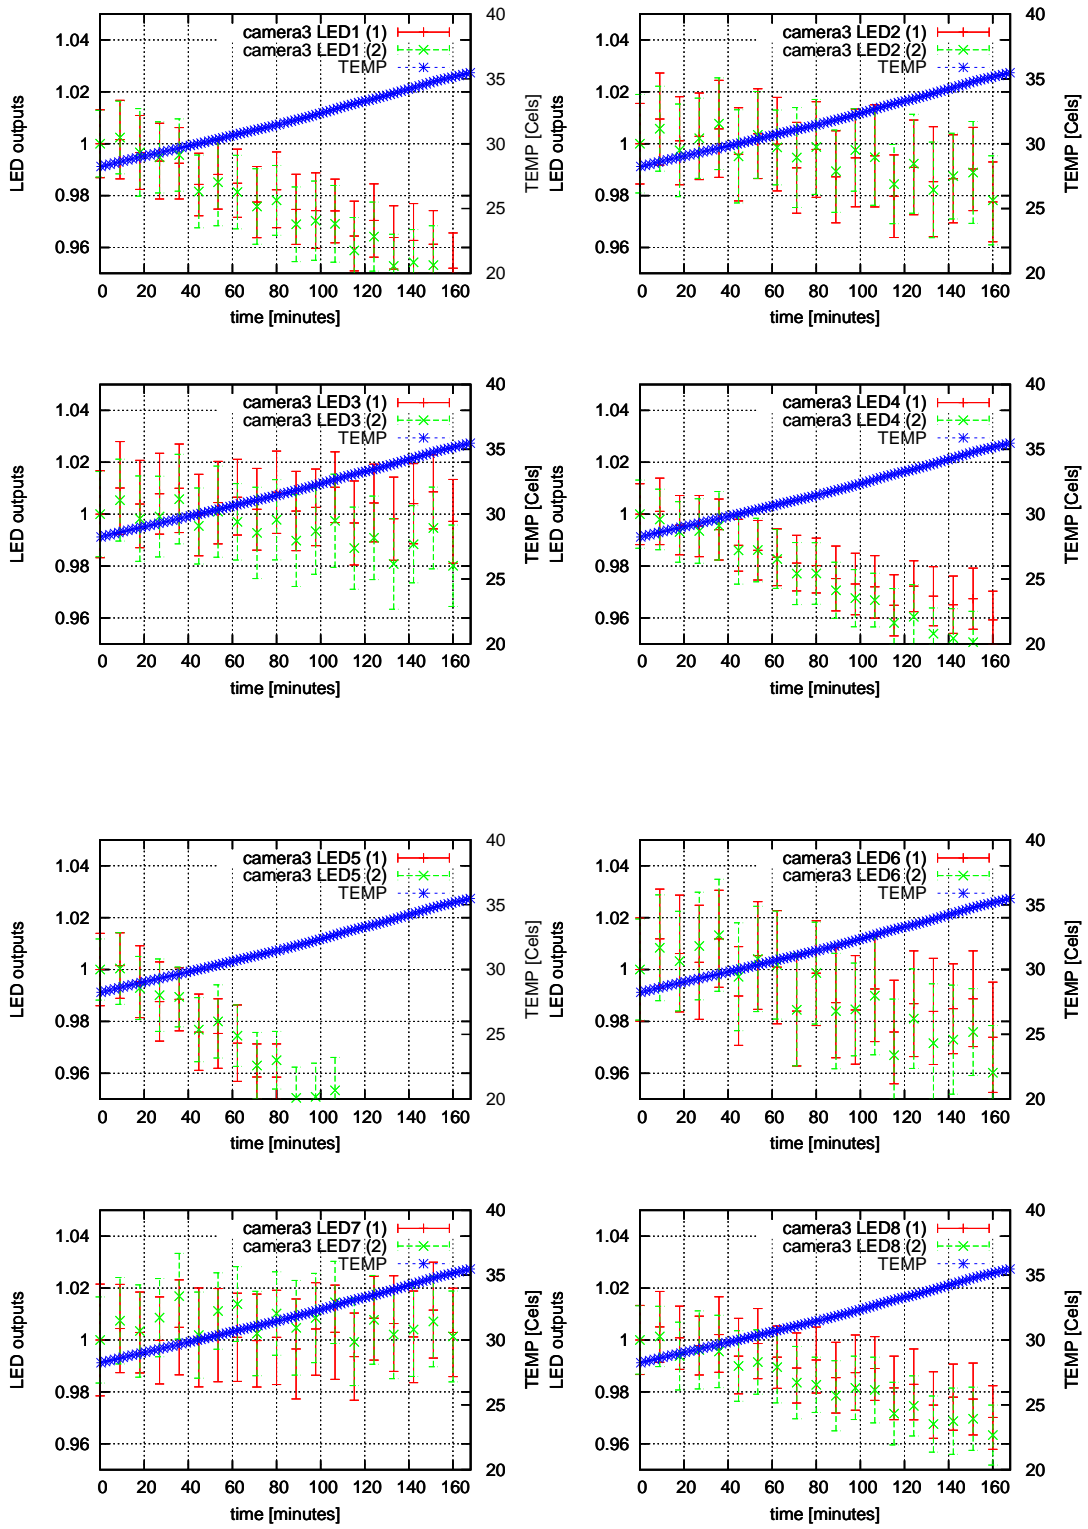 camera3 LED1 (1)
camera3 LED1 (2)
TEMP
1.04
1.02
1
0.98
0.96
40
35
30
25
20
0 20 40 60 80 100 120 140 160
time [minutes]
LED outputs
TEMP [Cels]
camera3 LED2 (1)
camera3 LED2 (2)
TEMP
1.04
1.02
1
0.98
0.96
40
35
30
25
20
0 20 40 60 80 100 120 140 160
time [minutes]
LED outputs
TEMP [Cels]
camera3 LED3 (1)
camera3 LED3 (2)
TEMP
1.04
1.02
1
0.98
0.96
40
35
30
25
20
0 20 40 60 80 100 120 140 160
time [minutes]
LED outputs
TEMP [Cels]
camera3 LED4 (1)
camera3 LED4 (2)
TEMP
1.04
1.02
1
0.98
0.96
40
35
30
25
20
0 20 40 60 80 100 120 140 160
time [minutes]
LED outputs
TEMP [Cels]
camera3 LED5 (1)
camera3 LED5 (2)
TEMP
1.04
1.02
1
0.98
0.96
40
35
30
25
20
0 20 40 60 80 100 120 140 160
time [minutes]
LED outputs
TEMP [Cels]
camera3 LED6 (1)
camera3 LED6 (2)
TEMP
1.04
1.02
1
0.98
0.96
40
35
30
25
20
0 20 40 60 80 100 120 140 160
time [minutes]
LED outputs
TEMP [Cels]
camera3 LED7 (1)
camera3 LED7 (2)
TEMP
1.04
1.02
1
0.98
0.96
40
35
30
25
20
0 20 40 60 80 100 120 140 160
time [minutes]
LED outputs
TEMP [Cels]
camera3 LED8 (1)
camera3 LED8 (2)
TEMP
1.04
1.02
1
0.98
0.96
40
35
30
25
20
0 20 40 60 80 100 120 140 160
time [minutes]
LED outputs
TEMP [Cels]